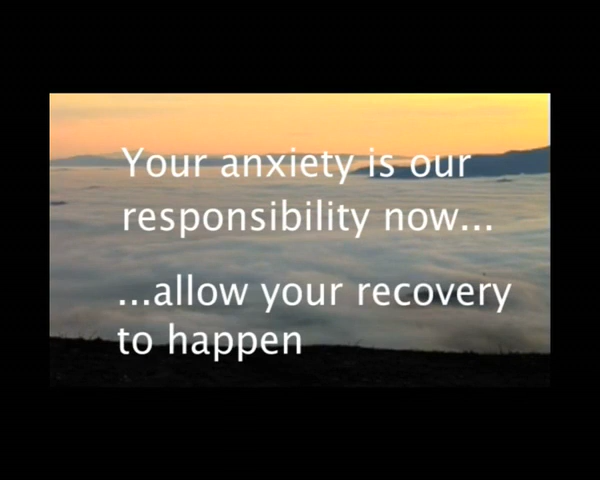 Your anxiety is our
responsibility now...
...allow your recovery
to happen